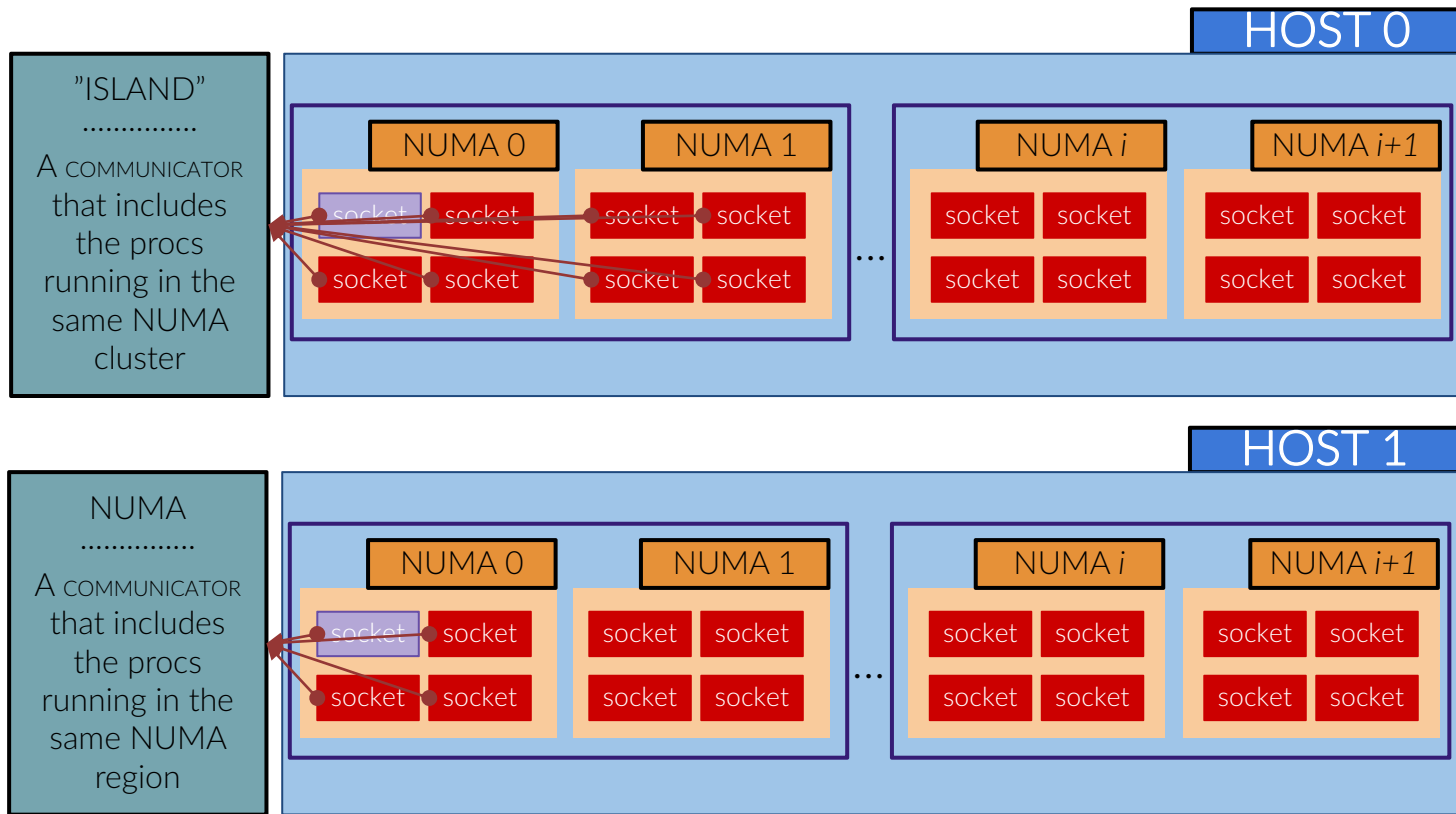 HOST 0
”ISLAND”
...............
A COMMUNICATOR
that includes
the procs
running in the
same NUMA
cluster
NUMA 0
NUMA 1
NUMA i
NUMA i+1
socket socket socket socket socket socket socket socket
...
socket socket socket socket socket socket socket socket
HOST 1
NUMA
...............
A COMMUNICATOR
that includes
the procs
running in the
same NUMA
region
NUMA 0
NUMA 1
NUMA i
NUMA i+1
socket socket socket socket socket socket socket socket
...
socket socket socket socket socket socket socket socket